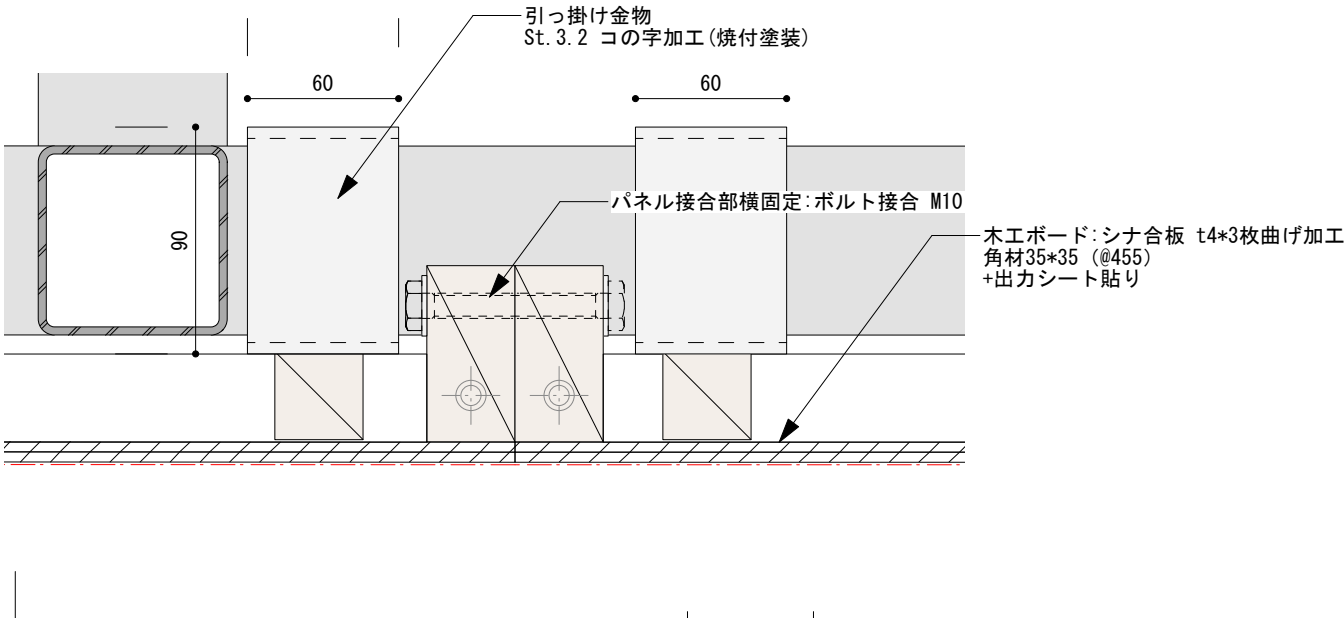 引っ掛け金物
St.3.2 コの字加工(焼付塗装)
60
60
90
パネル接合部横固定:ボルト接合 M10
木工ボード:シナ合板 t4*3枚曲げ加工
角材35*35 (@455)
+出力シート貼り